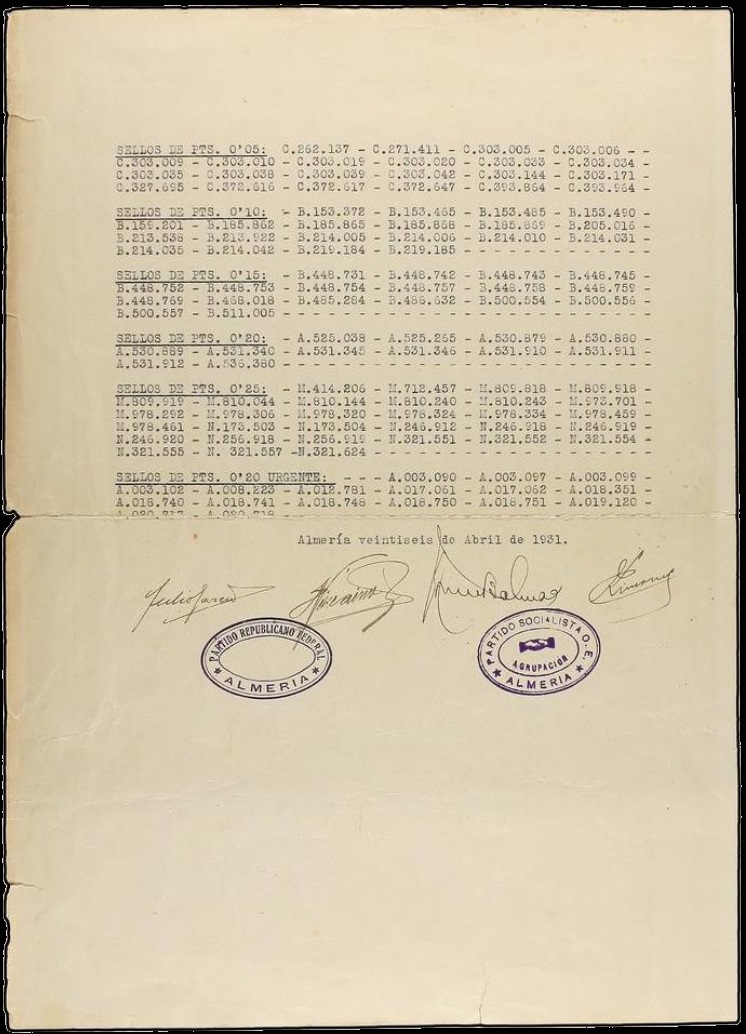 SELLOS DE PTS. 0'05: C.262.137 - C.271.411 - C.303.005 - C.303.006 - -
C.303.009 - C.303.010 - C.303.019 - C.303.020 - C.303.033 - C.303.034 -
C.303.035 - C.303.038 - C.303.039 - C.303.042 - C.303.144 - C.303.171 -
C.327.695 - C.372.616 - C.372.617 - C.372.647 - C.393.864 - C.393.964 -
SELLOS DE PTS. 0'10: - B.153.372 - B.153.465 - B.153.485 - B.153.490 -
B.159.201 - B.185.862 - B.185.865 - B.185.868 - B.185.869 - B.205.016 -
B.213.538 - B.213.922 - B.214.005 - B.214.006 - B.214.010 - B.214.031 -
B.214.035 - B.214.042 - B.219.184 - B.219.185 - - - - - - - - - - - - -
SELLOS DE PTS. 0'15: - B.448.731 - B.448.742 - B.448.743 - B.448.745 -
B.448.752 - B.448.753 - B.448.754 - B.448.757 - B.448.758 - B.448.759 -
B.448.769 - B.468.018 - B.485.284 - B.486.632 - B.500.554 - B.500.556 -
B.500.557 - B.511.005 - - - - - - - - - - - - - - - - - - - - - - - - -
SELLOS DE PTS. 0'20: - A.525.038 - A.525.265 - A.530.879 - A.530.880 -
A.530.889 - A.531.340 - A.531.345 - A.531.346 - A.531.910 - A.531.911 -
A.531.912 - A.536.380 - - - - - - - - - - - - - - - - - - - - - - - - -
SELLOS DE PTS. 0'25: - M.414.206 - M.712.457 - M.809.818 - M.809.918 -
M.809.919 - M.810.044 - M.810.144 - M.810.240 - M.810.243 - M.973.701 -
M.978.292 - M.978.306 - M.978.320 - M.978.324 - M.978.334 - M.978.459 -
M.978.461 - N.173.503 - N.173.504 - N.246.912 - N.246.918 - N.246.919 -
N.246.920 - N.256.918 - N.256.919 - N.321.551 - N.321.552 - N.321.554 -
N.321.555 - N. 321.557 -N.321.624 - - - - - - - - - - - - - - - - - - -
SELLOS DE PTS. 0'20 URGENTE: - - - A.003.090 - A.003.097 - A.003.099 -
A.003.102 - A.008.223 - A.012.781 - A.017.061 - A.017.062 - A.018.351 -
A.018.740 - A.018.741 - A.018.748 - A.018.750 - A.018.751 - A.019.120 -
A.020.717 - A.020.718 - -
Almería veintiseis de Abril de 1931.
Julio García
PARTIDO REPUBLICANO FEDERAL
ALMERIA
PARTIDO SOCIALISTA O. E.
AGRUPACIÓN
ALMERIA